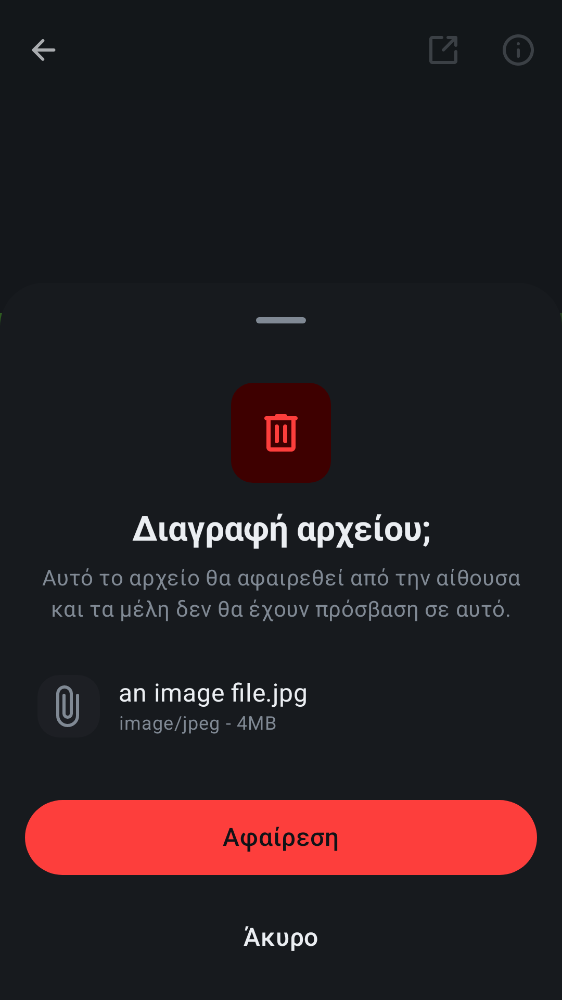 Διαγραφή αρχείου;
Αυτό το αρχείο θα αφαιρεθεί από την αίθουσα
και τα μέλη δεν θα έχουν πρόσβαση σε αυτό.
an image file.jpg
image/jpeg - 4MB
Αφαίρεση
Άκυρο